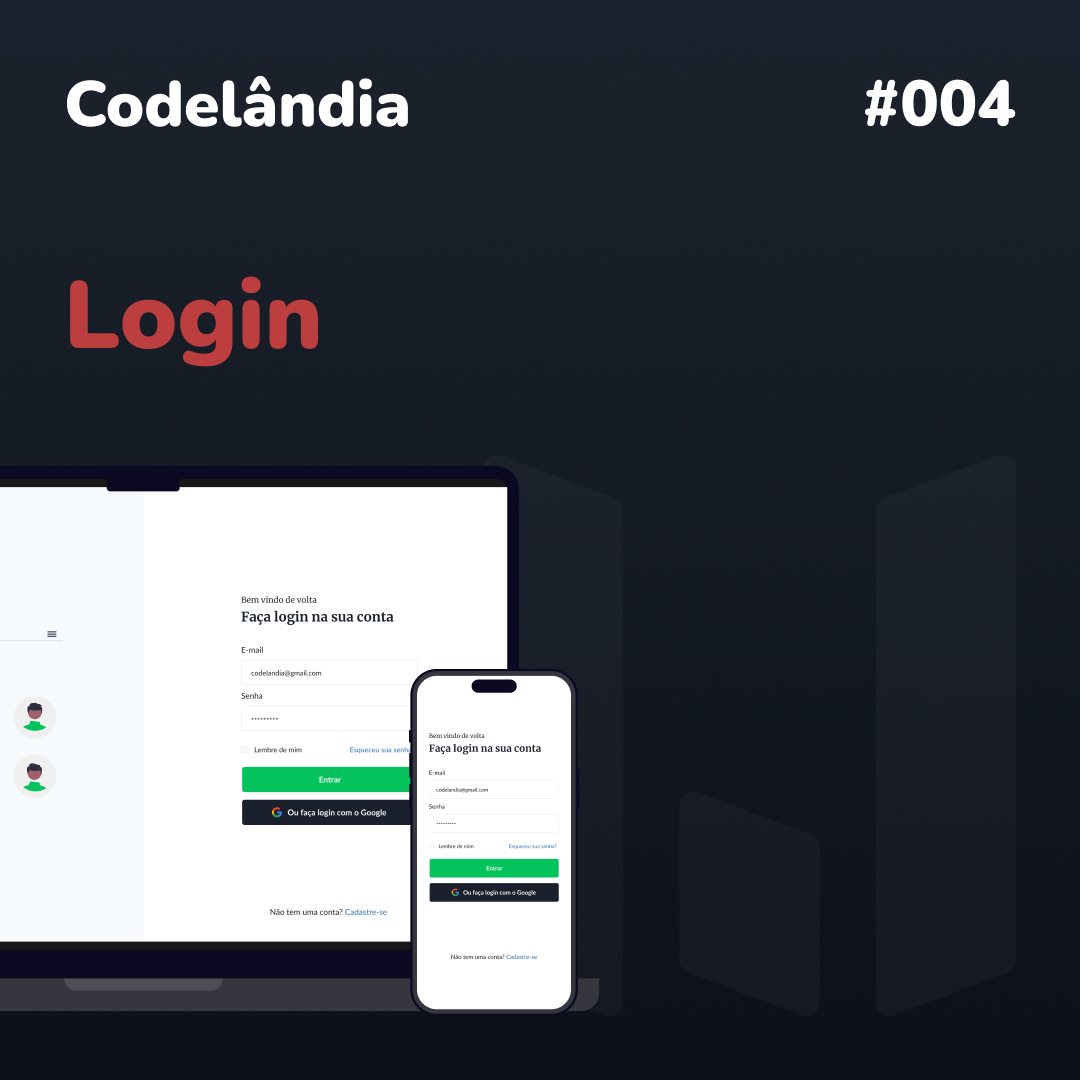 Codelândia
#004
Login
Bem vindo de volta
Faça login na sua conta
E-mail
codelandia@gmail.com
Senha
*********
Lembre de mim
Esqueceu sua senha
Entrar
Ou faça login com o Google
Não tem uma conta? Cadastre-se
Bem vindo de volta
Faça login na sua conta
E-mail
codelandia@gmail.com
Senha
*********
Lembre de mim
Esqueceu sua senha?
Entrar
Ou faça login com o Google
Não tem uma conta? Cadastre-se